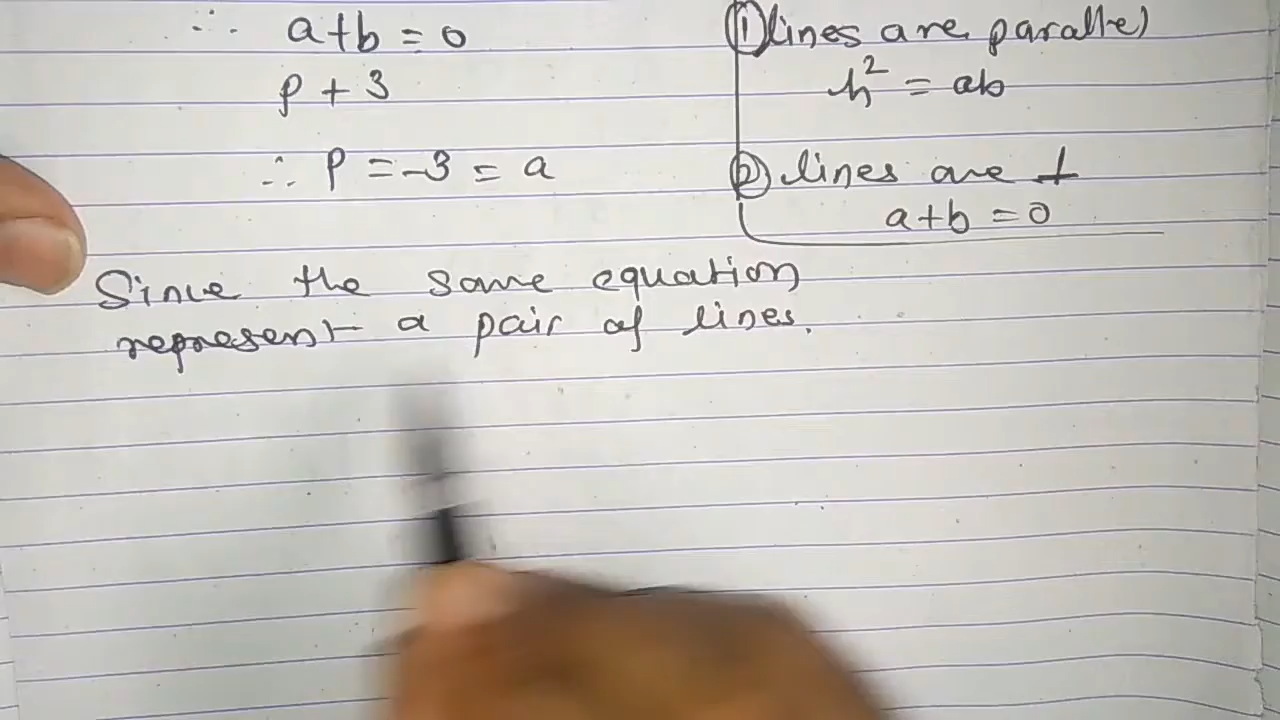 ∴ a+b = 0
p + 3
∴ p = -3 = a
① lines are parallel
h² = ab
② lines are ⊥
a+b = 0
Since the same equation
represent a pair of lines.